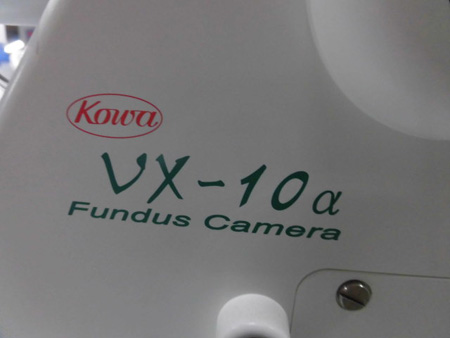 Kowa
VX-10α
Fundus Camera